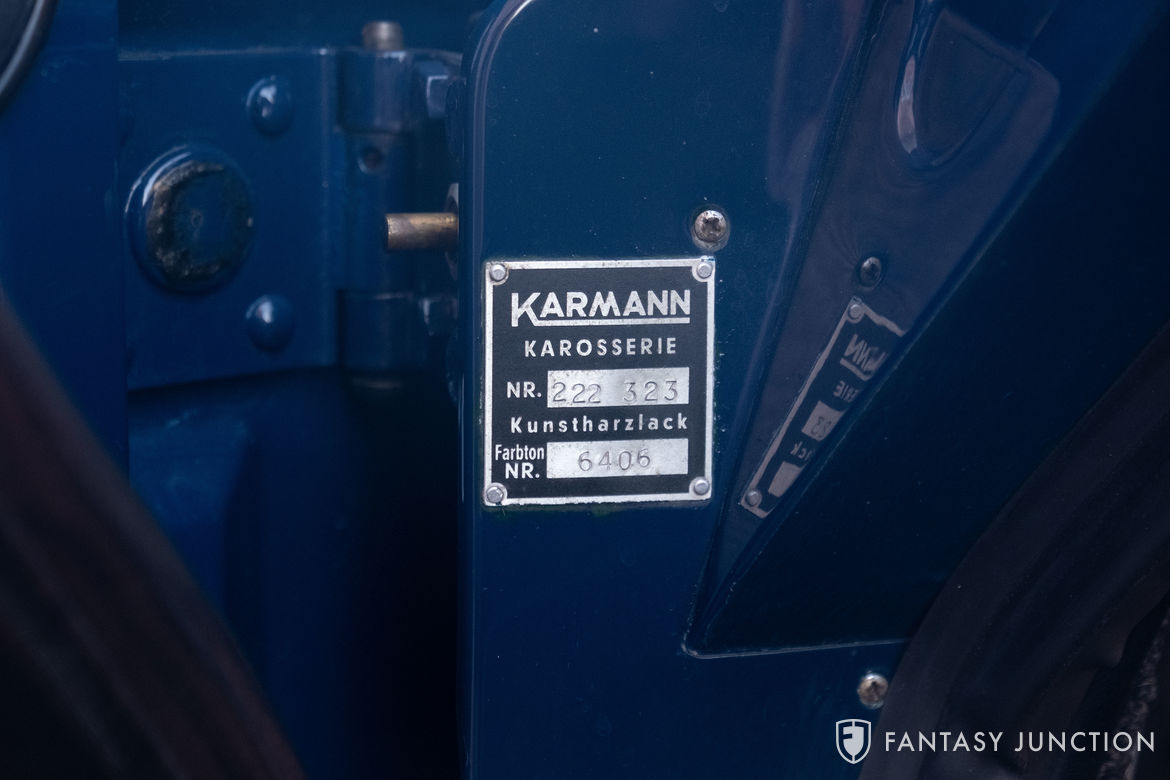 KARMANN
KAROSSERIE
NR. 222 323
Kunstharzlack
Farbton
NR. 6406
FANTASY JUNCTION